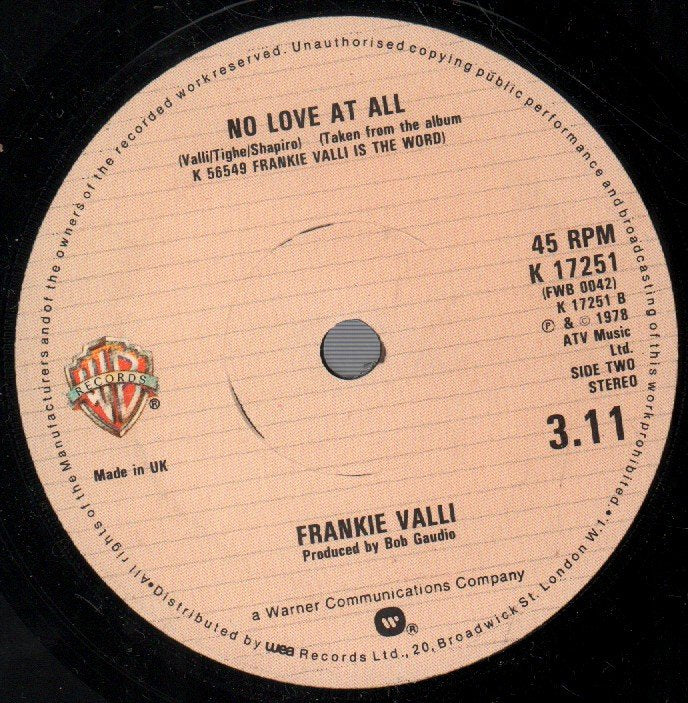 All rights of the Manufacturers and of the owners of the recorded work reserved. Unauthorised copying public performance and broadcasting of this work prohibited.
NO LOVE AT ALL
(Valli/Tighe/Shapiro) (Taken from the album
K 56549 FRANKIE VALLI IS THE WORD)
45 RPM
K 17251
(FWB 0042)
K 17251 B
℗ & © 1978
ATV Music
Ltd.
SIDE TWO
STEREO
3.11
WB
RECORDS
®
Made in UK
FRANKIE VALLI
Produced by Bob Gaudio
a Warner Communications Company
W®
•Distributed by wea Records Ltd., 20, Broadwick St. London W.1.•